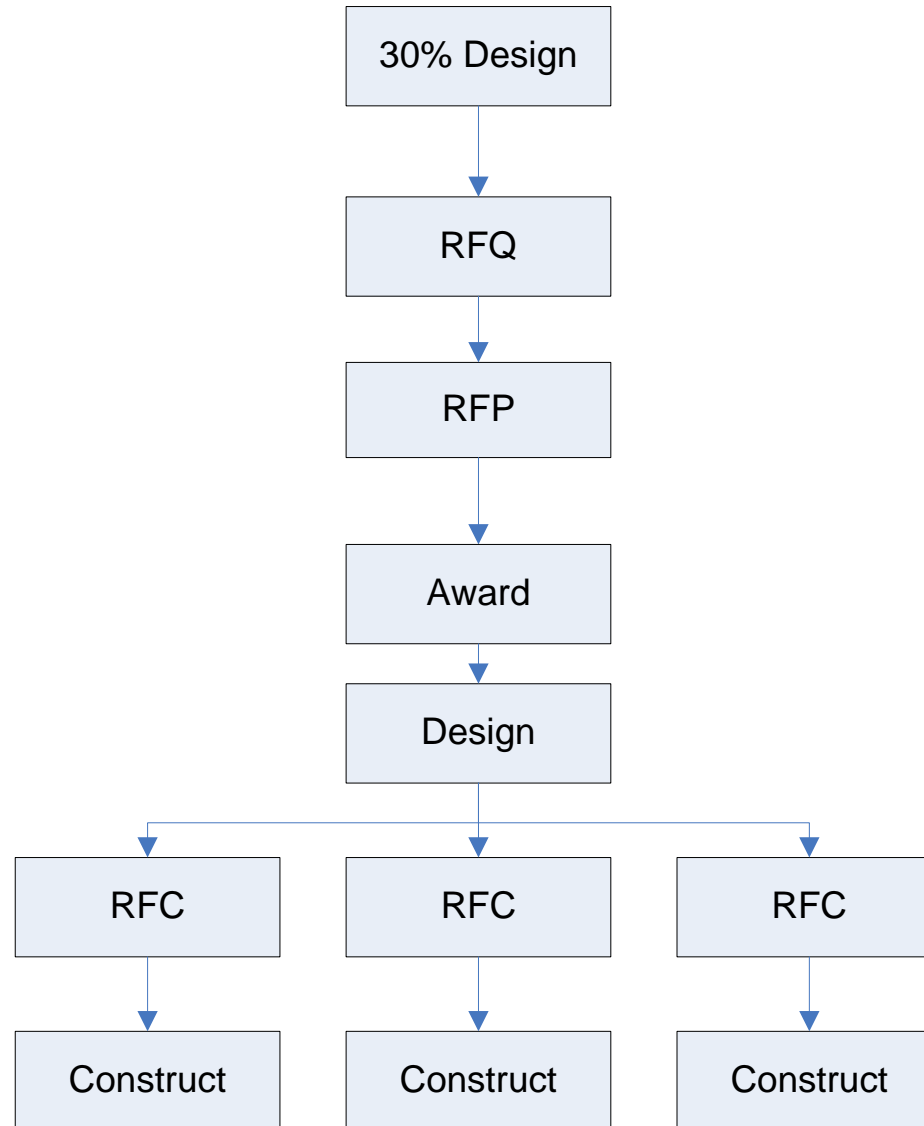 30% Design
RFQ
RFP
Award
Design
RFC
RFC
RFC
Construct
Construct
Construct